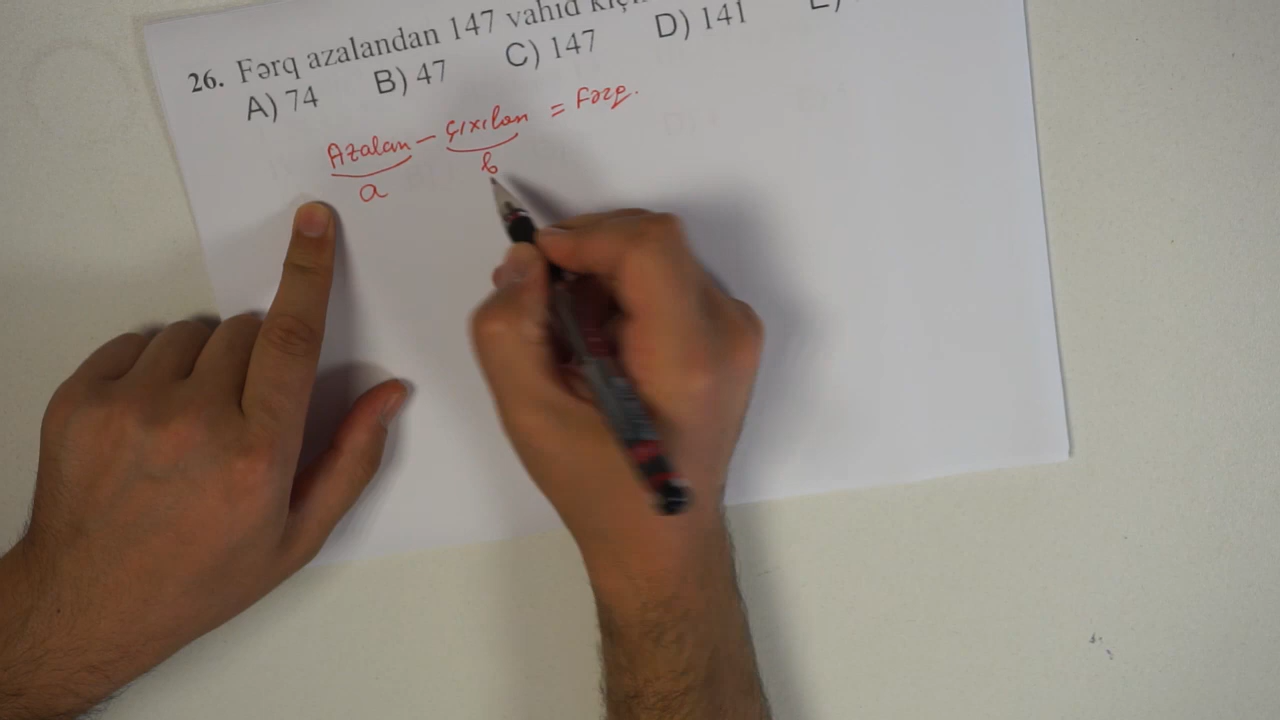 26. Fərq azalandan 147 vahid
A) 74 B) 47 C) 147 D) 141
Azalan - Çıxılan = Fərq.
a b